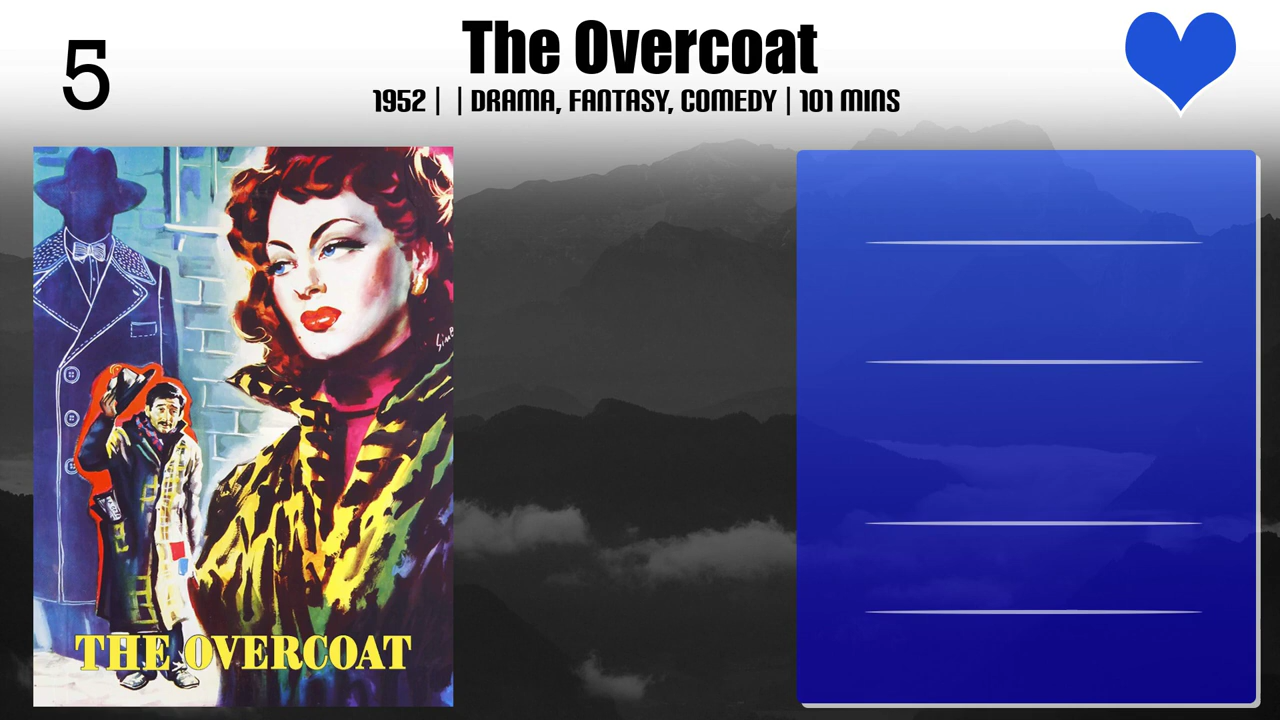 5
The Overcoat
1952 | | DRAMA, FANTASY, COMEDY | 101 MINS
THE OVERCOAT